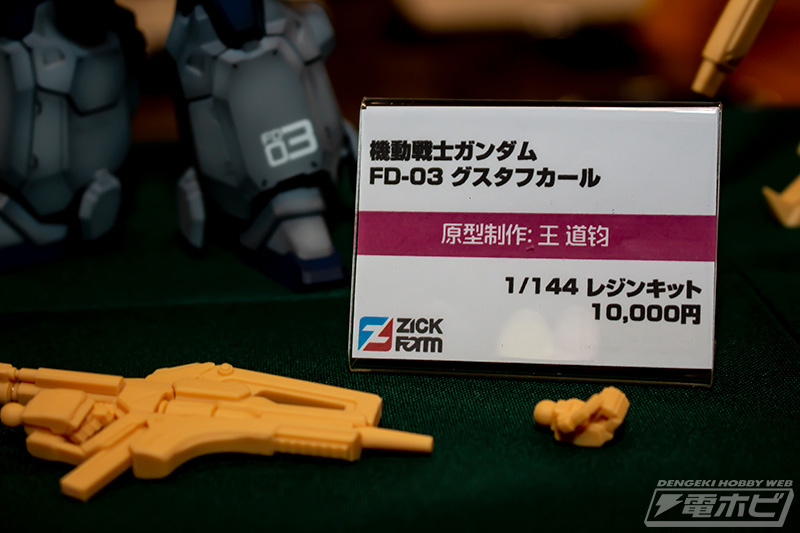 FD
03
機動戦士ガンダム
FD-03 グスタフカール
原型制作: 王 道钧
1/144 レジンキット
10,000円
ZICK
Form
DENGEKI HOBBY WEB
電ホビ